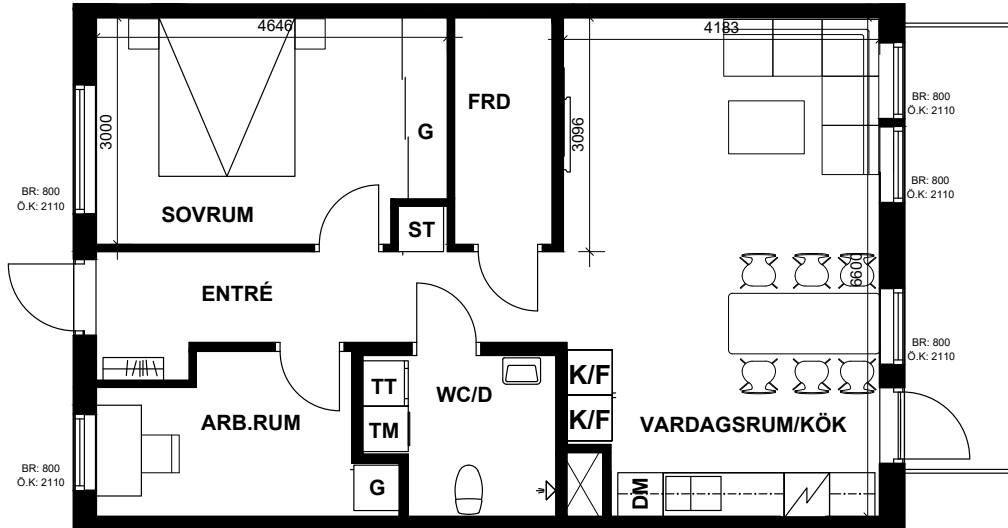 4646
4183
BR: 800
Ö.K: 2110
FRD
G
3000
3096
BR: 800
Ö.K: 2110
BR: 800
Ö.K: 2110
SOVRUM
ST
6600
ENTRÉ
BR: 800
Ö.K: 2110
K/F
TT
WC/D
K/F
ARB.RUM
TM
VARDAGSRUM/KÖK
BR: 800
Ö.K: 2110
G
DM